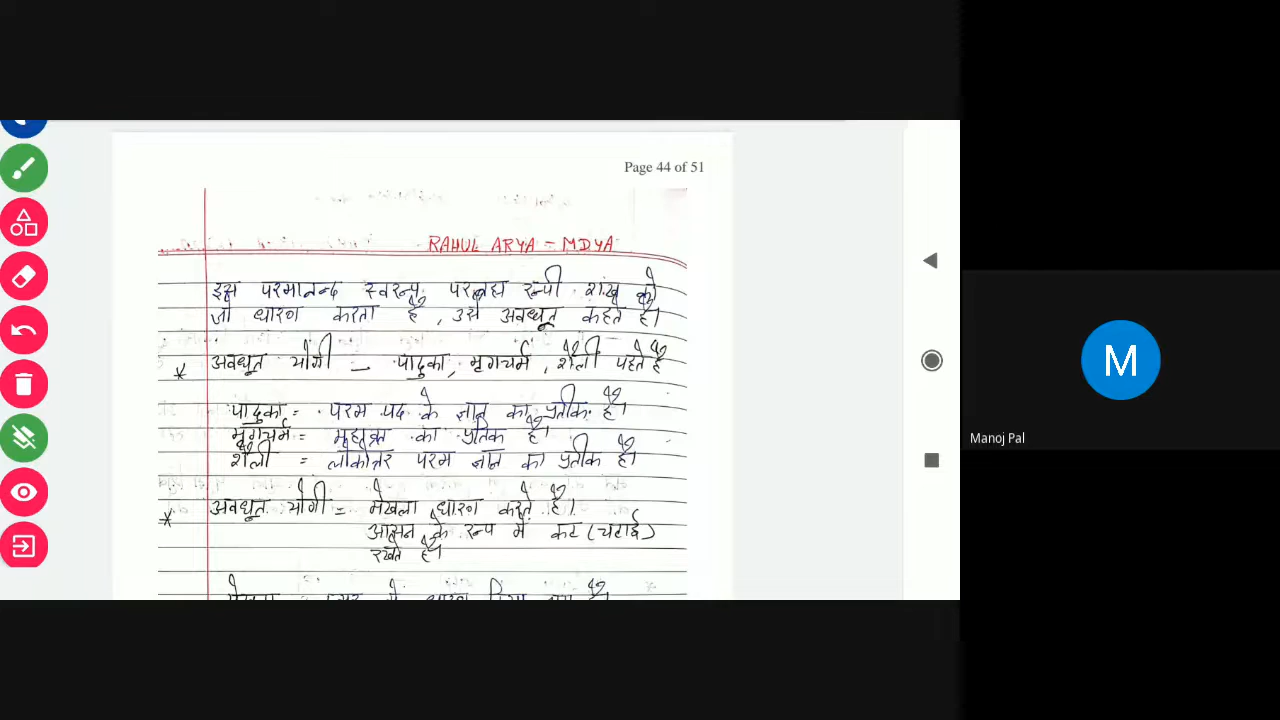 Page 44 of 51
RAHUL ARYA - MDYA
इस परमानन्द स्वरूप परब्रह्म रूपी शंख को
जो धारण करता है, उसे अवधूत कहते है।
* अवधूत योगी - पादुका, मृगचर्म, शैली पहते है
पादुका = परम पद के ज्ञान का प्रतीक है।
मृगचर्म = का प्रतिक है।
शैली = लोकोत्तर परम ज्ञान का प्रतीक है।
* अवधूत योगी = मेखला धारण करते है।
आसन के रूप में कट (चटाई)
रखते है।
M
Manoj Pal